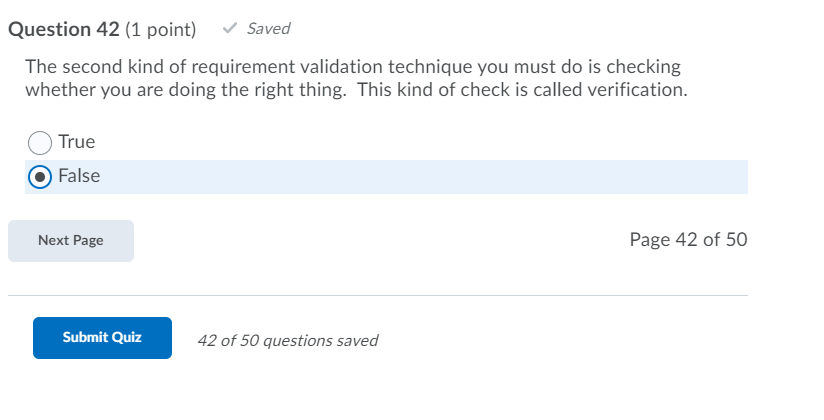 Question 42 (1 point) Saved
The second kind of requirement validation technique you must do is checking
whether you are doing the right thing. This kind of check is called verification.
True
False
Next Page
Page 42 of 50
Submit Quiz
42 of 50 questions saved